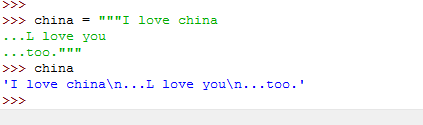 >>>
>>> china = """I love china
...L love you
...too."""
>>> china
'I love china\n...L love you\n...too.'
>>>